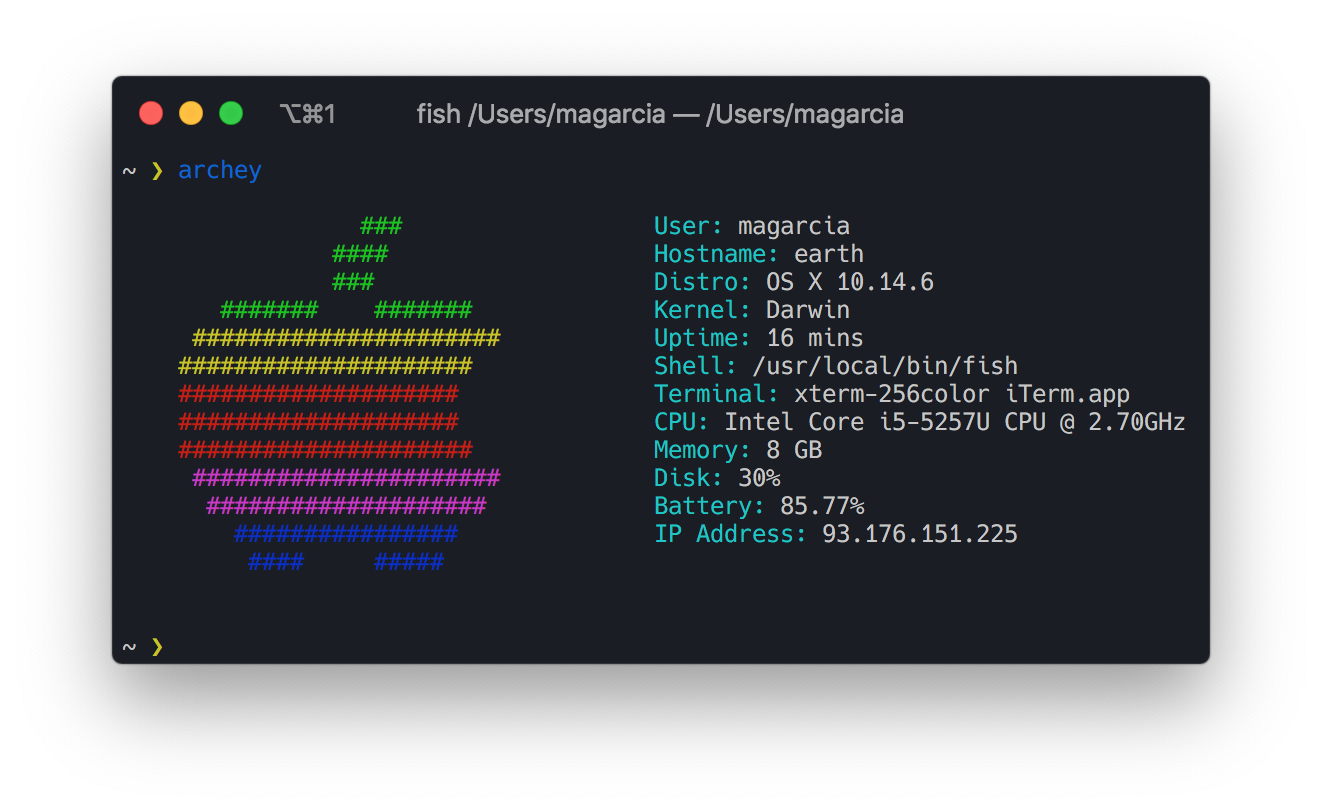 ⌥⌘1 fish /Users/magarcia — /Users/magarcia
~ ❯ archey
### User: magarcia
#### Hostname: earth
### Distro: OS X 10.14.6
####### ####### Kernel: Darwin
###################### Uptime: 16 mins
##################### Shell: /usr/local/bin/fish
#################### Terminal: xterm-256color iTerm.app
#################### CPU: Intel Core i5-5257U CPU @ 2.70GHz
##################### Memory: 8 GB
###################### Disk: 30%
#################### Battery: 85.77%
################ IP Address: 93.176.151.225
#### #####
~ ❯